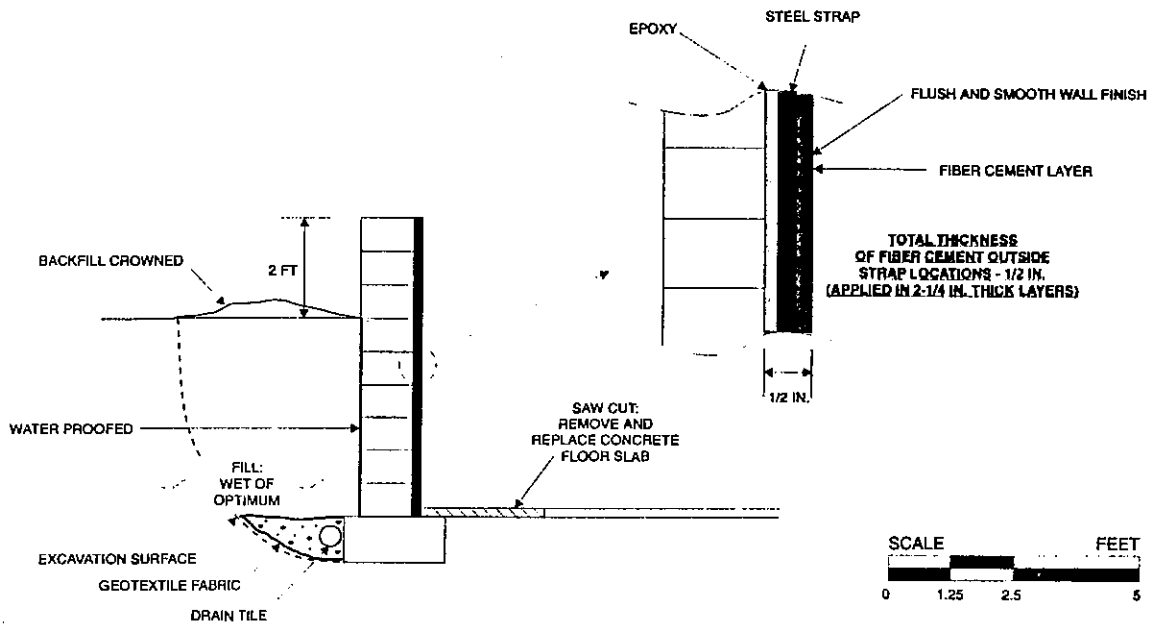 STEEL STRAP
EPOXY
FLUSH AND SMOOTH WALL FINISH
FIBER CEMENT LAYER
TOTAL THICKNESS
OF FIBER CEMENT OUTSIDE
STRAP LOCATIONS - 1/2 IN.
(APPLIED IN 2-1/4 IN. THICK LAYERS)
1/2 IN.
BACKFILL CROWNED
2 FT
WATER PROOFED
SAW CUT:
REMOVE AND
REPLACE CONCRETE
FLOOR SLAB
FILL:
WET OF
OPTIMUM
EXCAVATION SURFACE
GEOTEXTILE FABRIC
DRAIN TILE
SCALE FEET
0 1.25 2.5 5